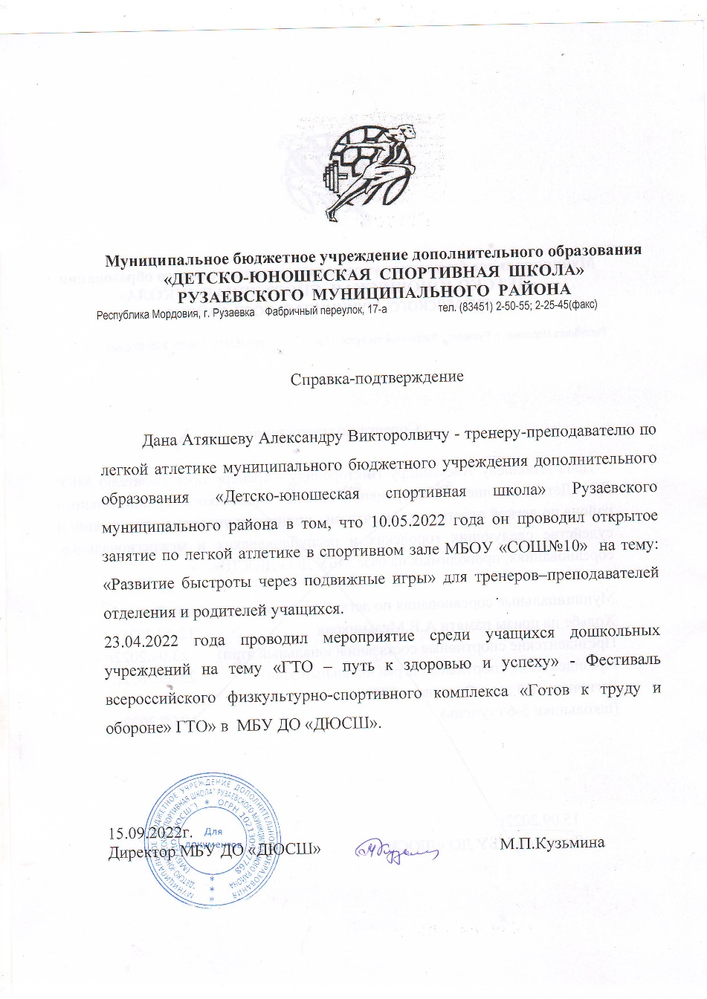 Муниципальное бюджетное учреждение дополнительного образования
«ДЕТСКО-ЮНОШЕСКАЯ СПОРТИВНАЯ ШКОЛА»
РУЗАЕВСКОГО МУНИЦИПАЛЬНОГО РАЙОНА
Республика Мордовия, г. Рузаевка Фабричный переулок, 17-а тел. (83451) 2-50-55; 2-25-45(факс)
Справка-подтверждение
Дана Атякшеву Александру Викторолвичу - тренеру-преподавателю по
легкой атлетике муниципального бюджетного учреждения дополнительного
образования «Детско-юношеская спортивная школа» Рузаевского
муниципального района в том, что 10.05.2022 года он проводил открытое
занятие по легкой атлетике в спортивном зале МБОУ «СОШ№10» на тему:
«Развитие быстроты через подвижные игры» для тренеров–преподавателей
отделения и родителей учащихся.
23.04.2022 года проводил мероприятие среди учащихся дошкольных
учреждений на тему «ГТО – путь к здоровью и успеху» - Фестиваль
всероссийского физкультурно-спортивного комплекса «Готов к труду и
обороне» ГТО» в МБУ ДО «ДЮСШ».
15.09.2022г.
Директор МБУ ДО «ДЮСШ» М.П.Кузьмина
Для
документов